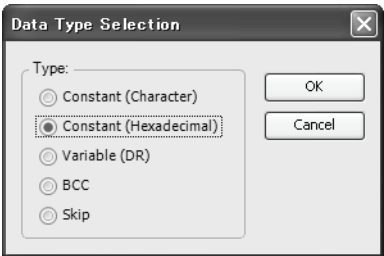 Data Type Selection
Type:
Constant (Character)
Constant (Hexadecimal)
Variable (DR)
BCC
Skip
OK
Cancel